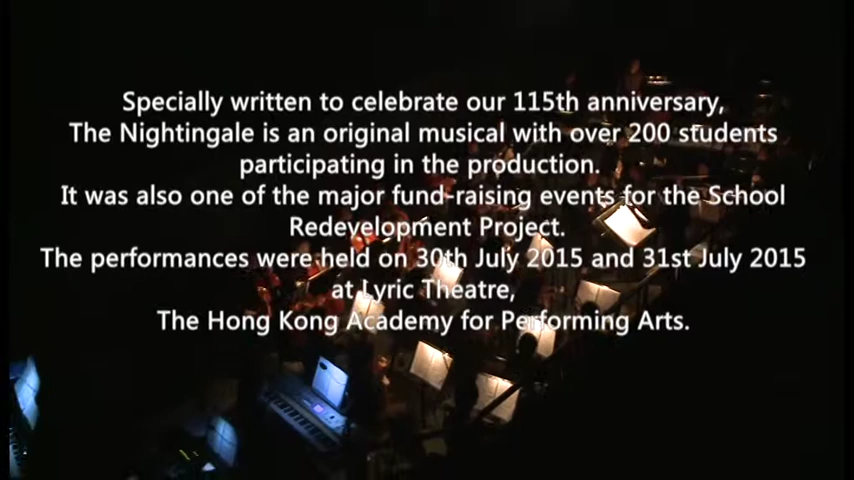 Specially written to celebrate our 115th anniversary,
The Nightingale is an original musical with over 200 students
participating in the production.
It was also one of the major fund-raising events for the School
Redevelopment Project.
The performances were held on 30th July 2015 and 31st July 2015
at Lyric Theatre,
The Hong Kong Academy for Performing Arts.